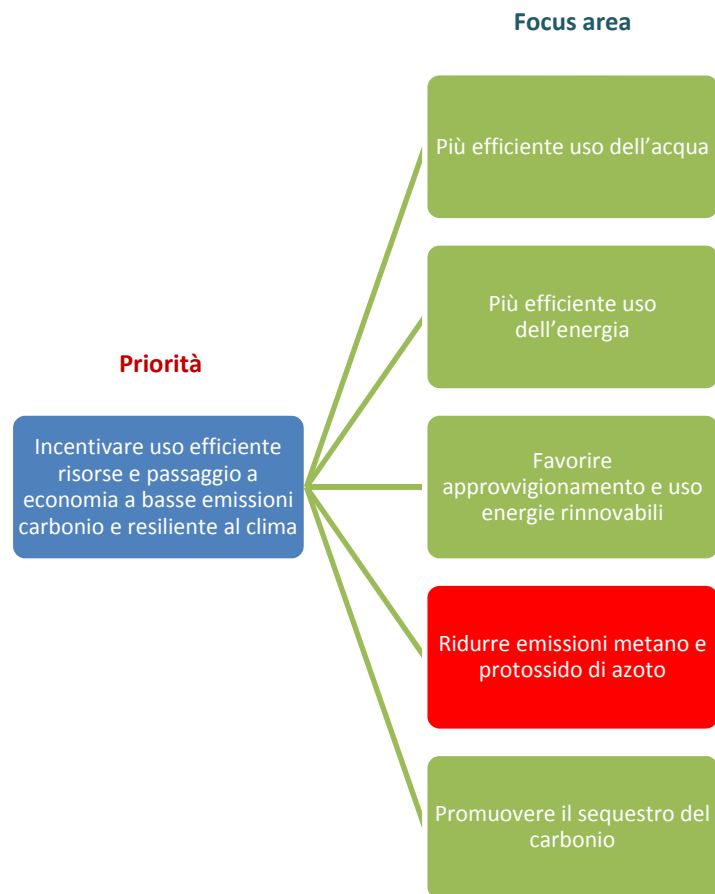 Focus area
Più efficiente uso dell’acqua
Più efficiente uso
dell’energia
Priorità
Incentivare uso efficiente
risorse e passaggio a
economia a basse emissioni
carbonio e resiliente al clima
Favorire
approvvigionamento e uso
energie rinnovabili
Ridurre emissioni metano e
protossido di azoto
Promuovere il sequestro del
carbonio